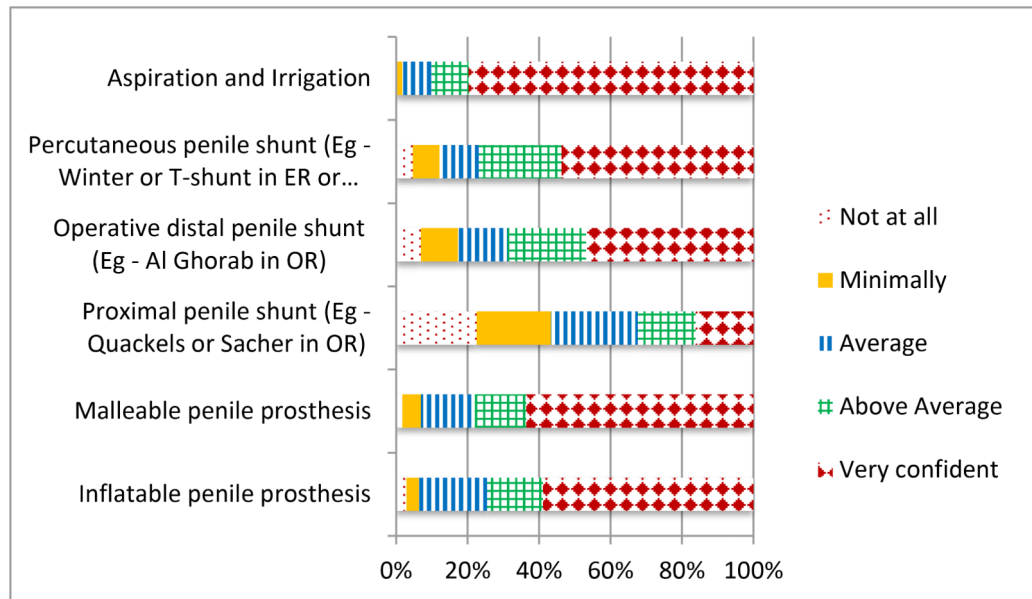 Aspiration and Irrigation
Percutaneous penile shunt (Eg -
Winter or T-shunt in ER or...
Operative distal penile shunt
(Eg - Al Ghorab in OR)
Proximal penile shunt (Eg -
Quackels or Sacher in OR)
Malleable penile prosthesis
Inflatable penile prosthesis
0% 20% 40% 60% 80% 100%
Not at all
Minimally
Average
Above Average
Very confident